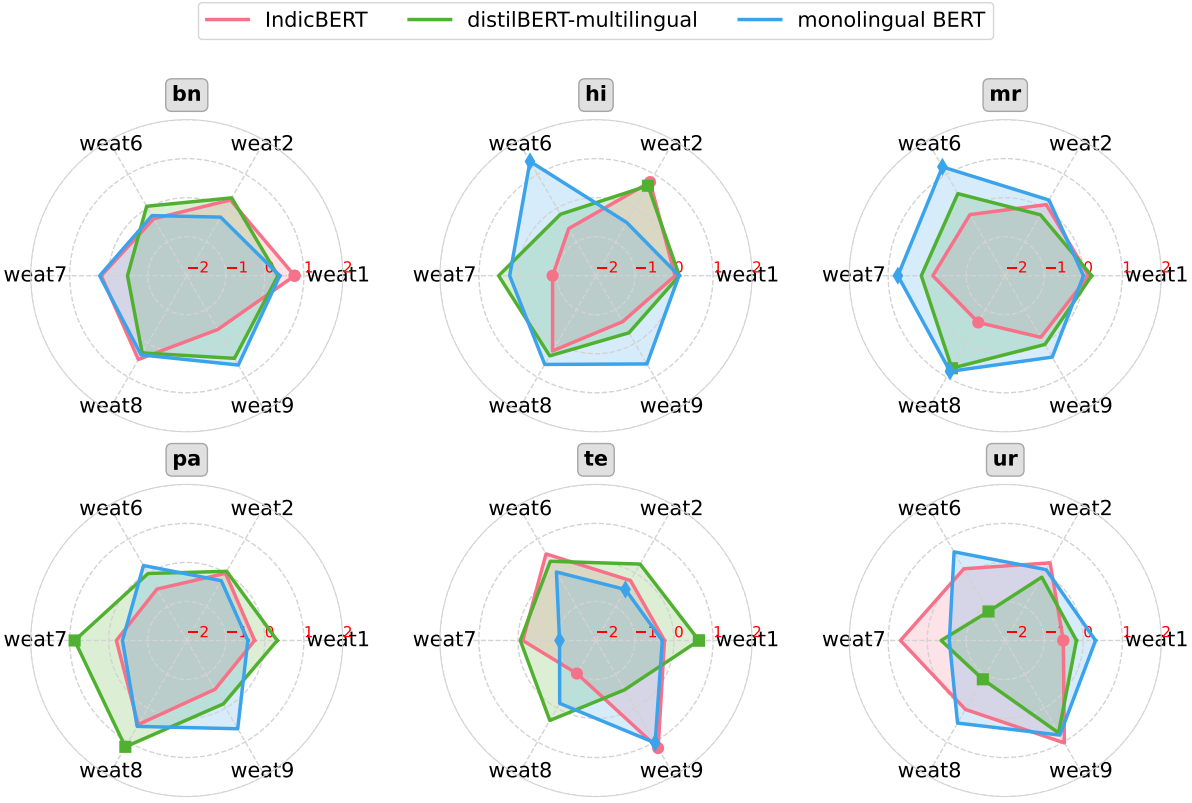 IndicBERT distilBERT-multilingual monolingual BERT
bn hi mr
weat6 weat2 weat6 weat2 weat6 weat2
weat7 −2 −1 0 1 2 weat1 weat7 −2 −1 0 1 2 weat1 weat7 −2 −1 0 1 2 weat1
weat8 weat9 weat8 weat9 weat8 weat9
pa te ur
weat6 weat2 weat6 weat2 weat6 weat2
weat7 −2 −1 0 1 2 weat1 weat7 −2 −1 0 1 2 weat1 weat7 −2 −1 0 1 2 weat1
weat8 weat9 weat8 weat9 weat8 weat9